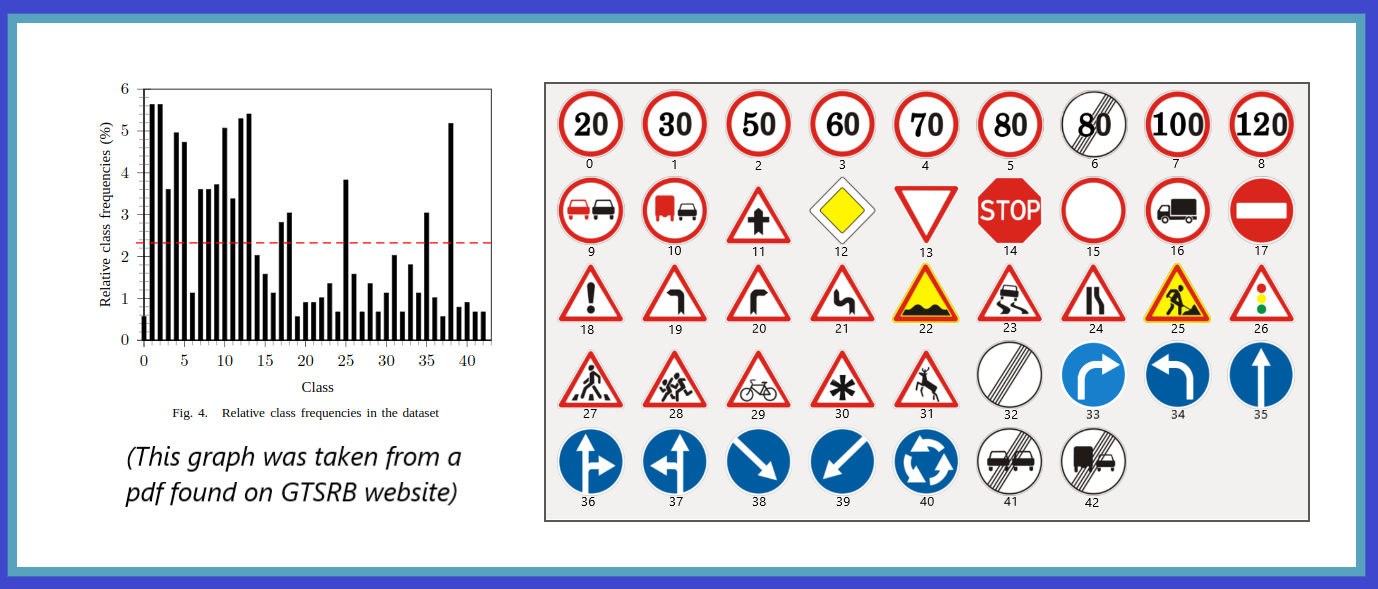 6
5
4
3
2
1
0
Relative class frequencies (%)
0 5 10 15 20 25 30 35 40
Class
Fig. 4. Relative class frequencies in the dataset
(This graph was taken from a
pdf found on GTSRB website)
20 30 50 60 70 80 80 100 120
0 1 2 3 4 5 6 7 8
STOP
9 10 11 12 13 14 15 16 17
18 19 20 21 22 23 24 25 26
27 28 29 30 31 32 33 34 35
36 37 38 39 40 41 42